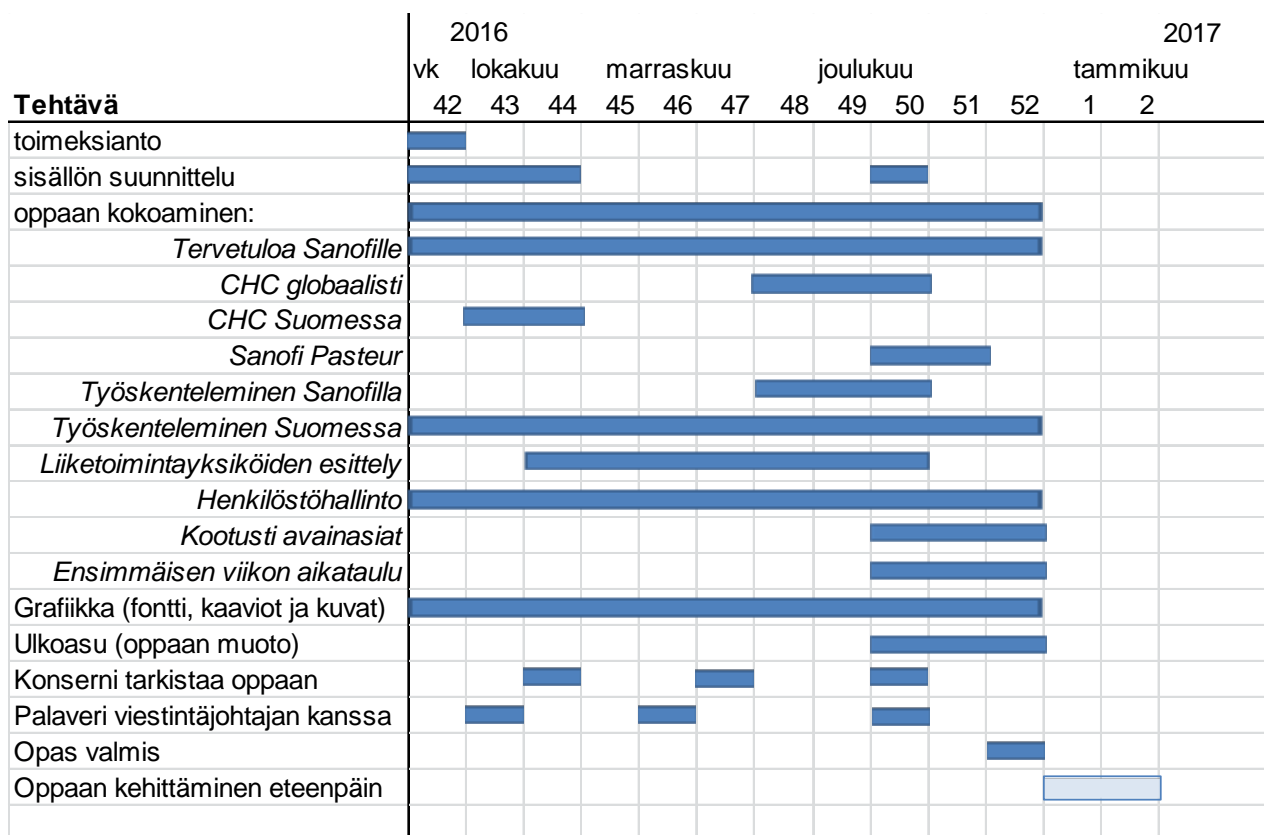 2016 2017
vk lokakuu marraskuu joulukuu tammikuu
Tehtävä 42 43 44 45 46 47 48 49 50 51 52 1 2
toimeksianto
sisällön suunnittelu
oppaan kokoaminen:
Tervetuloa Sanofille
CHC globaalisti
CHC Suomessa
Sanofi Pasteur
Työskenteleminen Sanofilla
Työskenteleminen Suomessa
Liiketoimintayksiköiden esittely
Henkilöstöhallinto
Kootusti avainasiat
Ensimmäisen viikon aikataulu
Grafiikka (fontti, kaaviot ja kuvat)
Ulkoasu (oppaan muoto)
Konserni tarkistaa oppaan
Palaveri viestintäjohtajan kanssa
Opas valmis
Oppaan kehittäminen eteenpäin